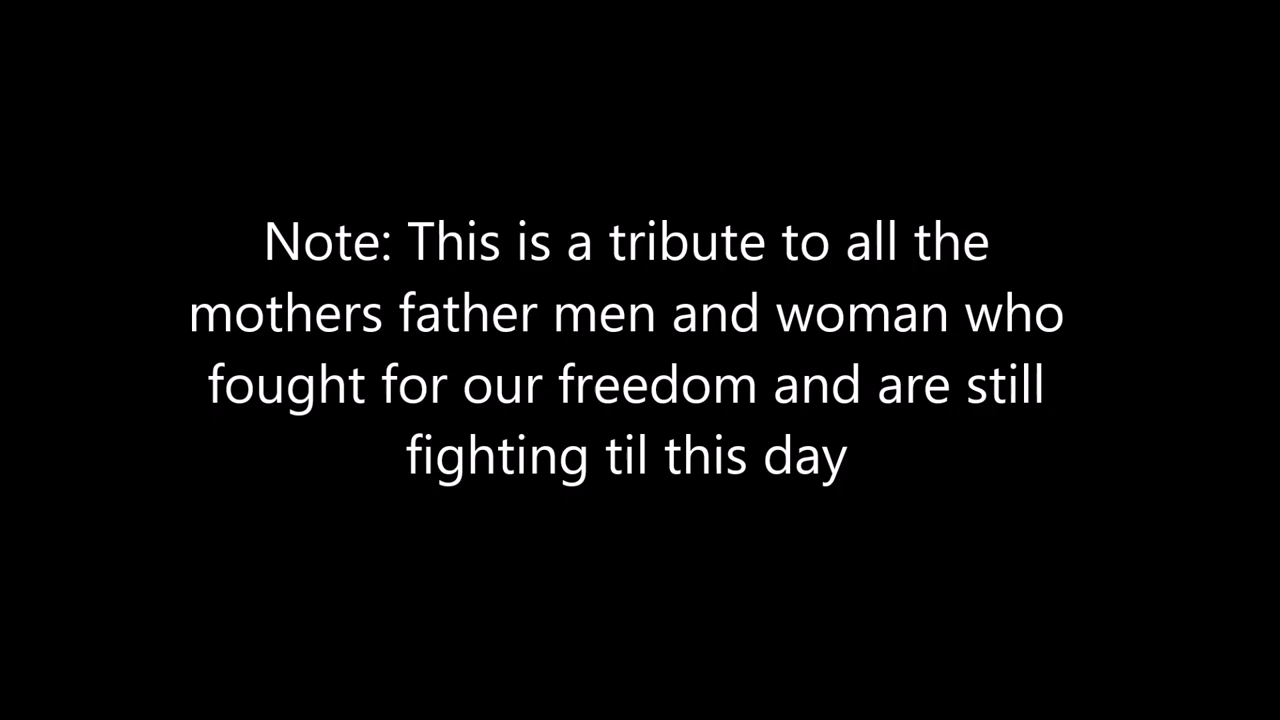 Note: This is a tribute to all the
mothers father men and woman who
fought for our freedom and are still
fighting til this day